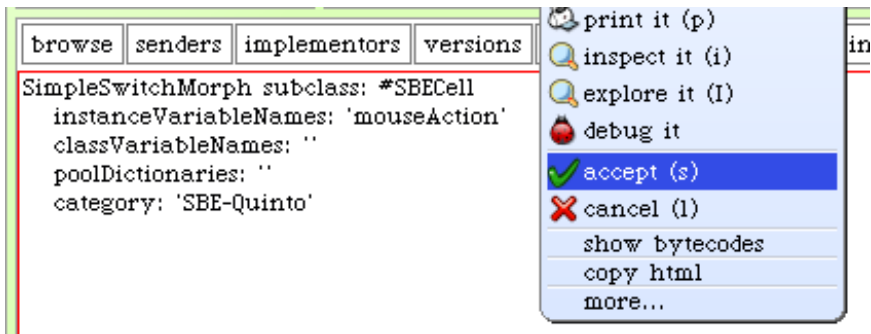 browse senders implementors versions in
SimpleSwitchMorph subclass: #SBECell
instanceVariableNames: 'mouseAction'
classVariableNames: ''
poolDictionaries: ''
category: 'SBE-Quinto'
print it (p)
inspect it (i)
explore it (I)
debug it
accept (s)
cancel (l)
show bytecodes
copy html
more...